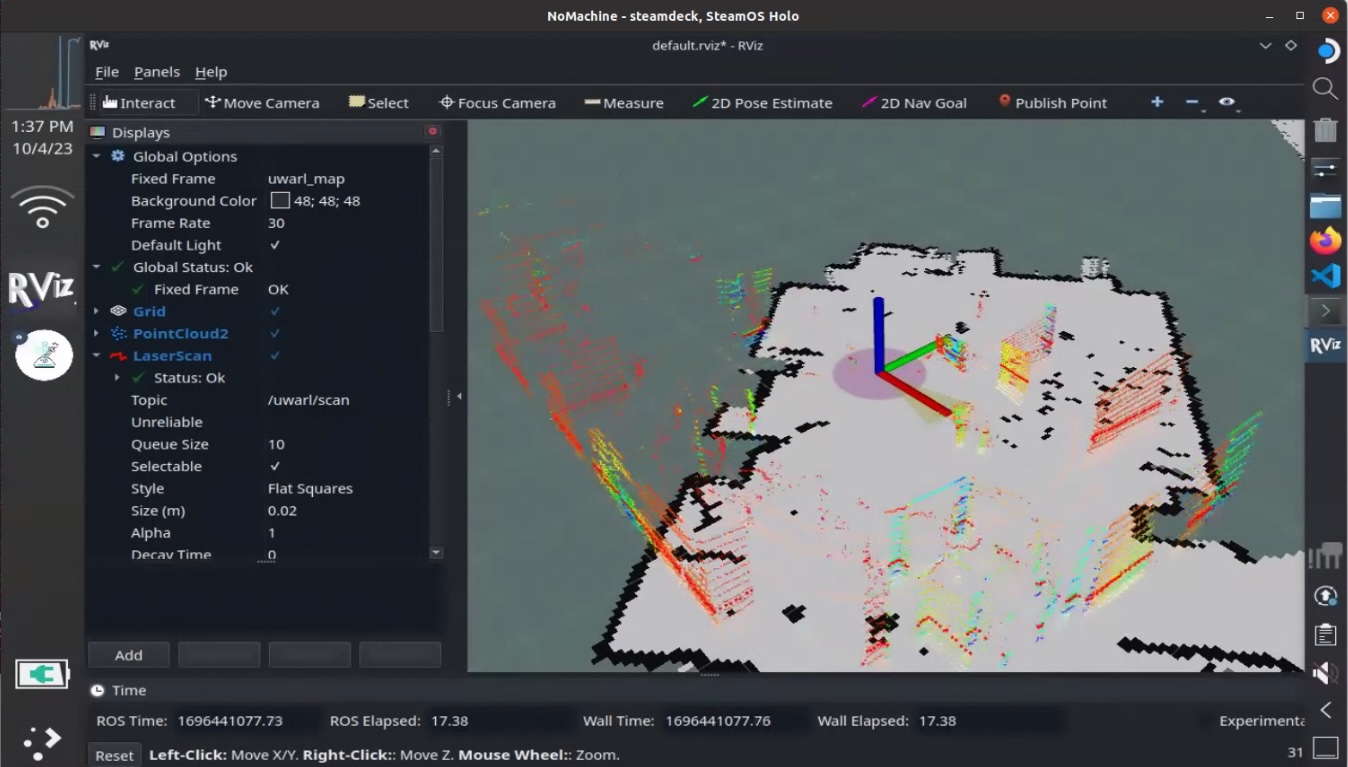 NoMachine - steamdeck, SteamOS Holo
RViz
default.rviz* - RViz
File Panels Help
Interact Move Camera Select Focus Camera Measure 2D Pose Estimate 2D Nav Goal Publish Point
1:37 PM
10/4/23
RViz
Displays
Global Options
Fixed Frame uwarl_map
Background Color 48; 48; 48
Frame Rate 30
Default Light ✓
Global Status: Ok
Fixed Frame OK
Grid ✓
PointCloud2 ✓
LaserScan ✓
Status: Ok
Topic /uwarl/scan
Unreliable
Queue Size 10
Selectable ✓
Style Flat Squares
Size (m) 0.02
Alpha 1
Decay Time 0
Add
RViz
Time
ROS Time: 1696441077.73 ROS Elapsed: 17.38 Wall Time: 1696441077.76 Wall Elapsed: 17.38 Experimenta
Reset Left-Click: Move X/Y. Right-Click:: Move Z. Mouse Wheel:: Zoom. 31